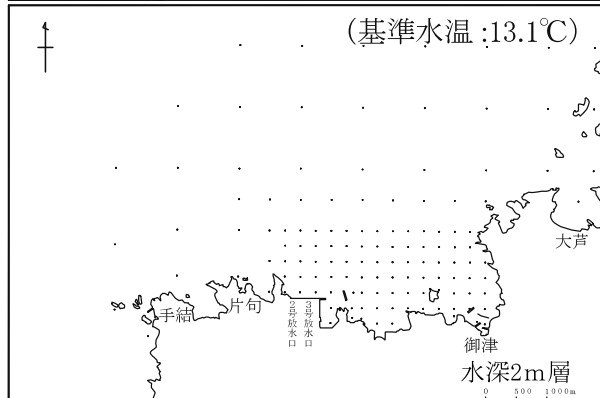 （基準水温 :13.1℃）
大芦
片句
手結
2号放水口
3号放水口
御津
水深2m層
0 500 1000m